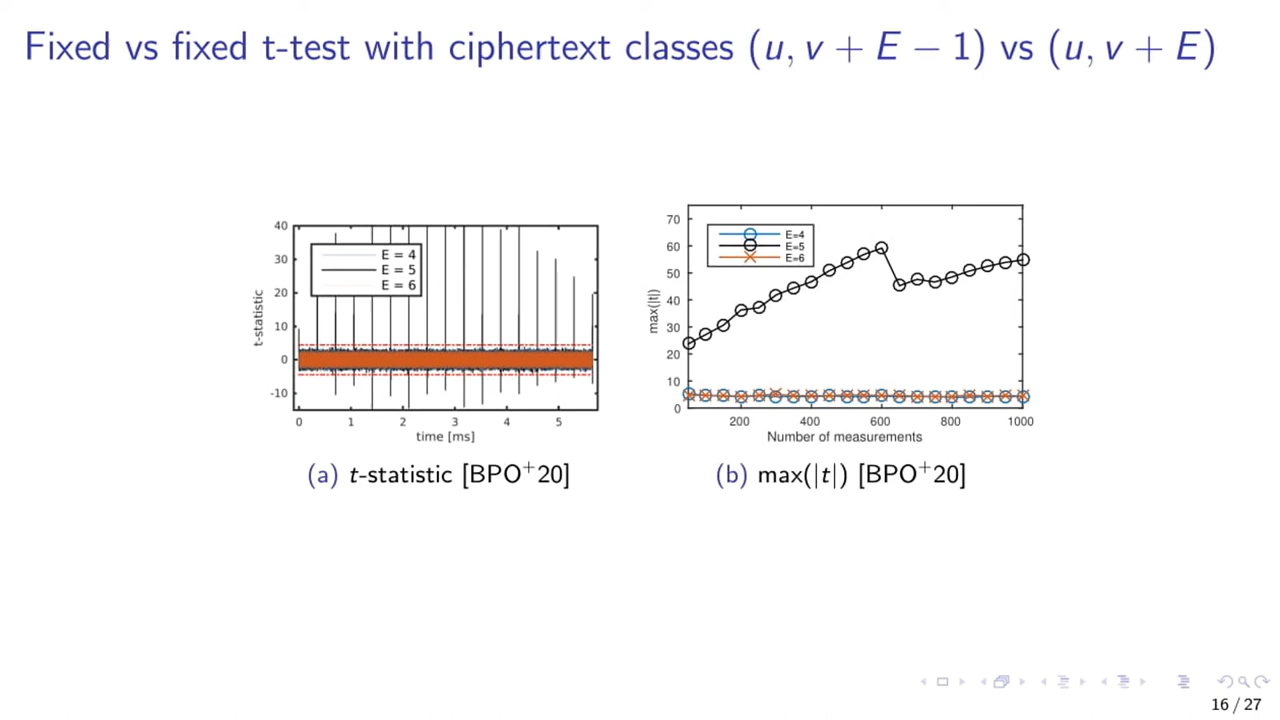 Fixed vs fixed t-test with ciphertext classes (u, v + E − 1) vs (u, v + E)
40
30
20
10
0
-10
t-statistic
E = 4
E = 5
E = 6
0 1 2 3 4 5
time [ms]
(a) t-statistic [BPO+20]
70
60
50
40
30
20
10
0
max(|t|)
E=4
E=5
E=6
200 400 600 800 1000
Number of measurements
(b) max(|t|) [BPO+20]
16 / 27